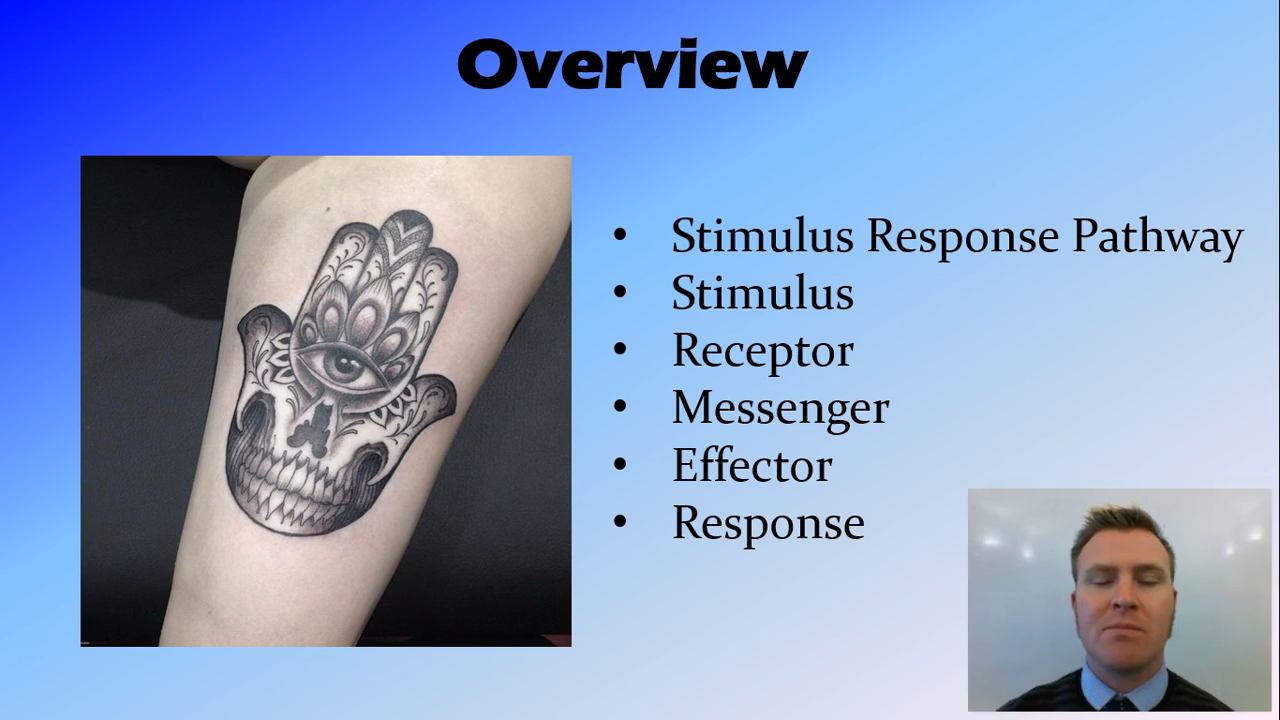 Overview
• Stimulus Response Pathway
• Stimulus
• Receptor
• Messenger
• Effector
• Response